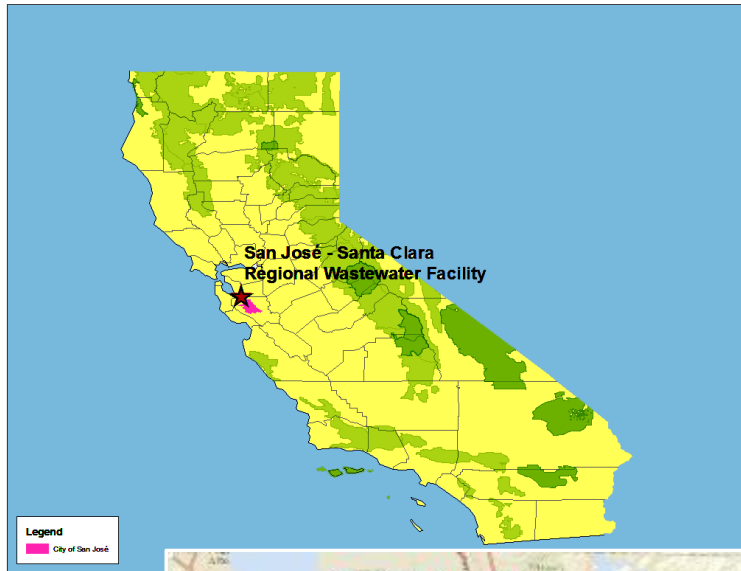 San José - Santa Clara
Regional Wastewater Facility
Legend
City of San José